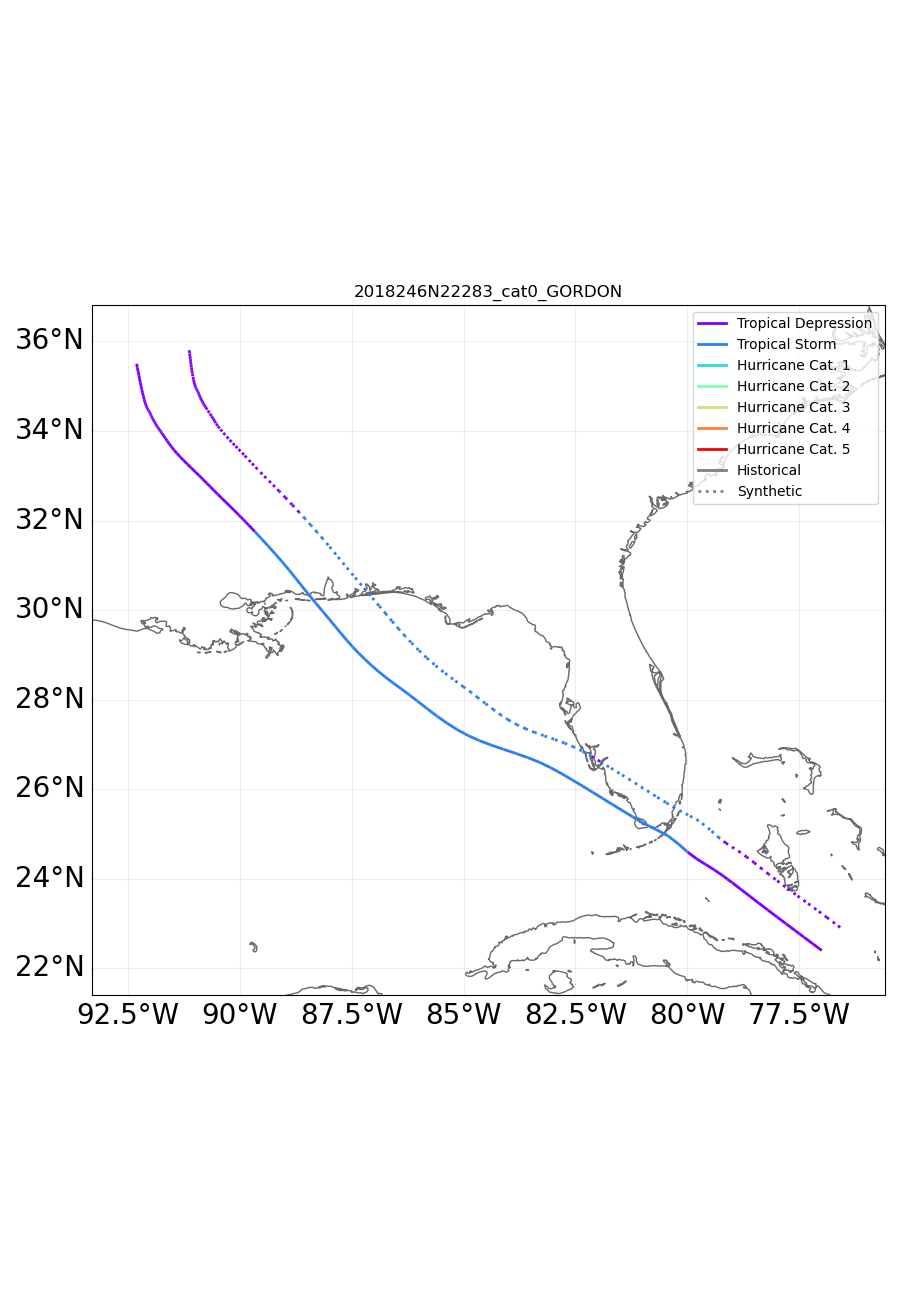 2018246N22283_cat0_GORDON
Tropical Depression
Tropical Storm
Hurricane Cat. 1
Hurricane Cat. 2
Hurricane Cat. 3
Hurricane Cat. 4
Hurricane Cat. 5
Historical
Synthetic
36°N
34°N
32°N
30°N
28°N
26°N
24°N
22°N
92.5°W 90°W 87.5°W 85°W 82.5°W 80°W 77.5°W